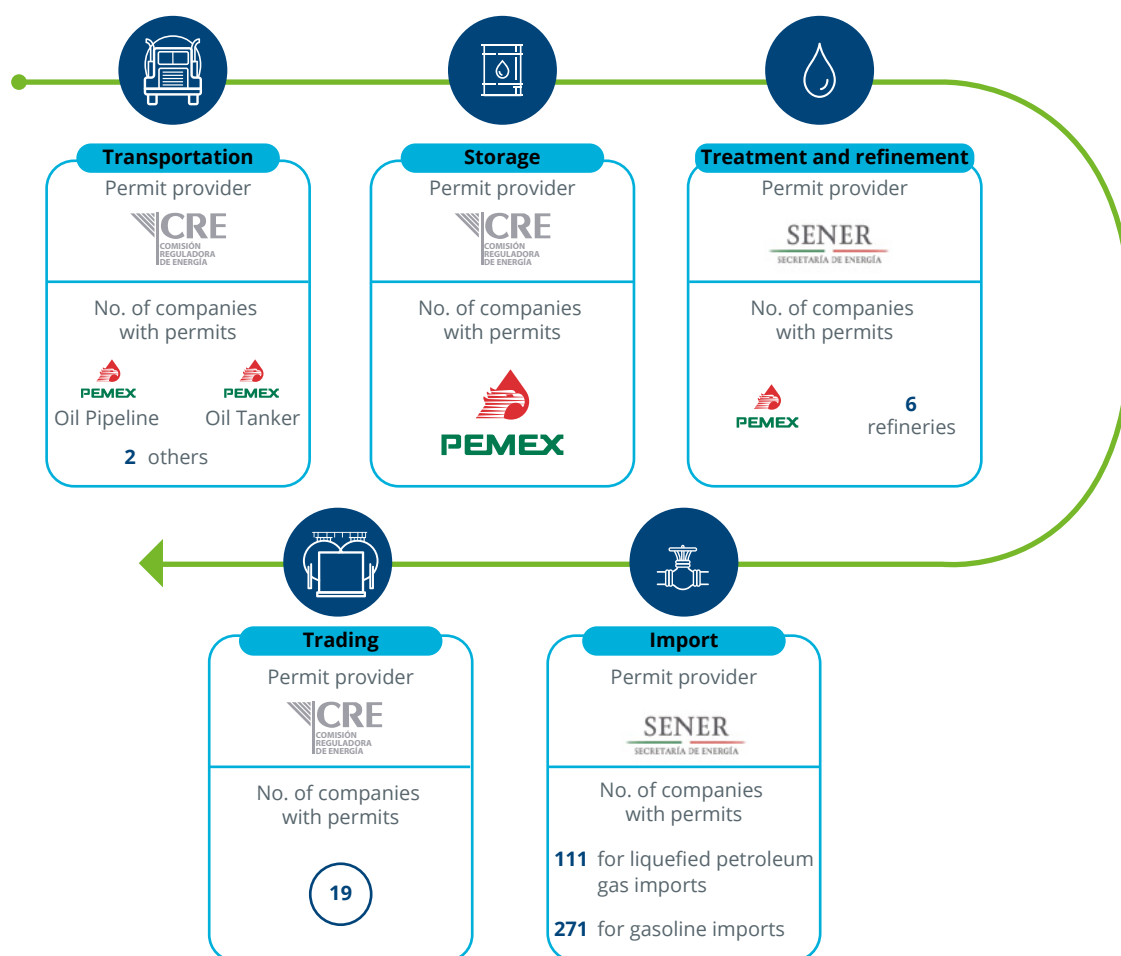 Transportation
Permit provider
CRE
COMISIÓN
REGULADORA
DE ENERGÍA
No. of companies
with permits
PEMEX
Oil Pipeline
PEMEX
Oil Tanker
2 others
Storage
Permit provider
CRE
COMISIÓN
REGULADORA
DE ENERGÍA
No. of companies
with permits
PEMEX
Treatment and refinement
Permit provider
SENER
SECRETARÍA DE ENERGÍA
No. of companies
with permits
PEMEX
6
refineries
Trading
Permit provider
CRE
COMISIÓN
REGULADORA
DE ENERGÍA
No. of companies
with permits
19
Import
Permit provider
SENER
SECRETARÍA DE ENERGÍA
No. of companies
with permits
111 for liquefied petroleum
gas imports
271 for gasoline imports